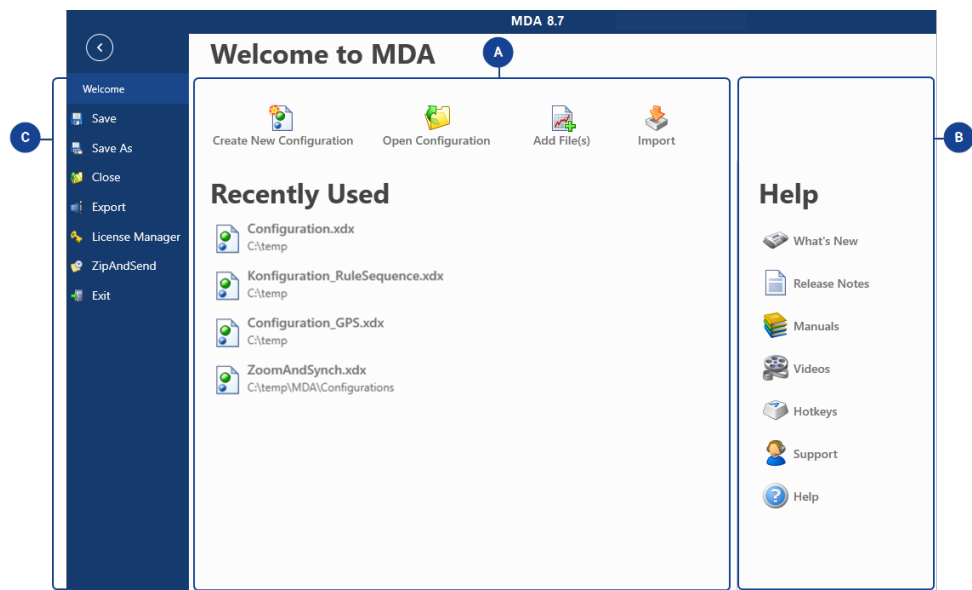 MDA 8.7
Welcome to MDA
A
B
C
Welcome
Save
Save As
Close
Export
License Manager
ZipAndSend
Exit
Create New Configuration
Open Configuration
Add File(s)
Import
Recently Used
Configuration.xdx
C:\temp
Konfiguration_RuleSequence.xdx
C:\temp
Configuration_GPS.xdx
C:\temp
ZoomAndSynch.xdx
C:\temp\MDA\Configurations
Help
What's New
Release Notes
Manuals
Videos
Hotkeys
Support
Help